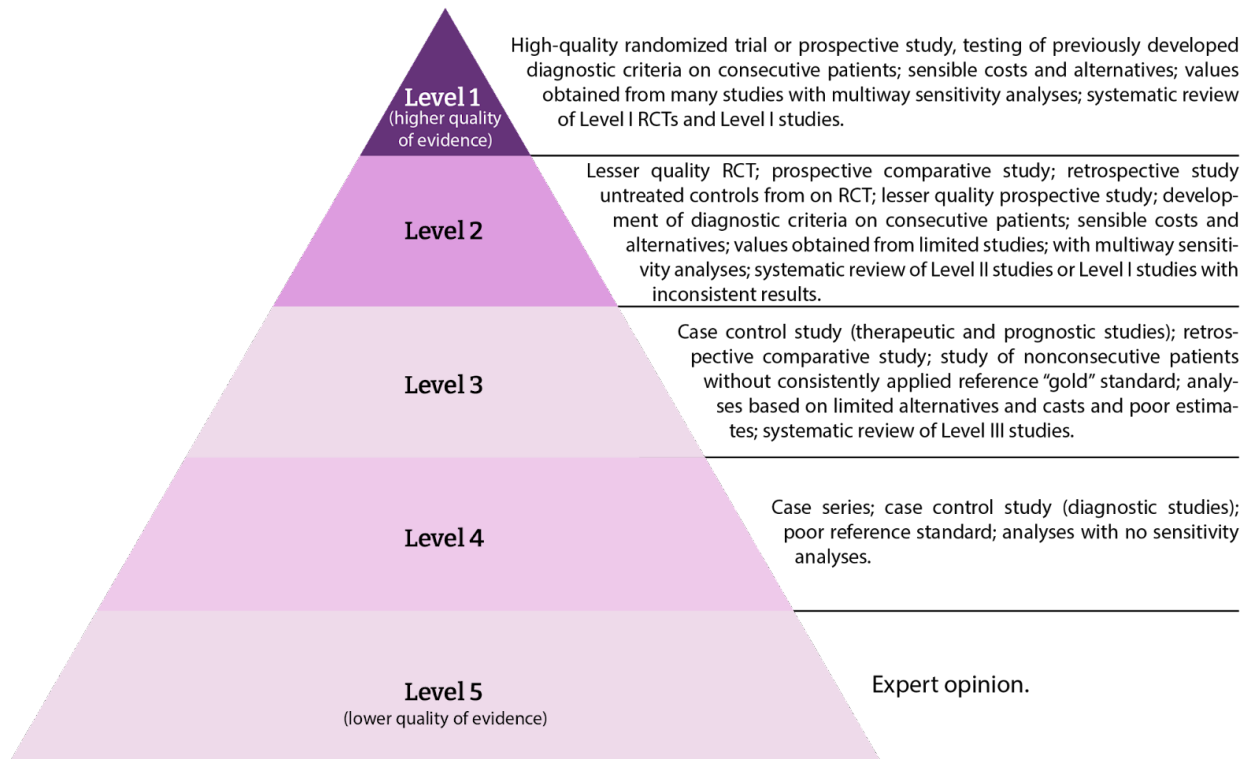 High-quality randomized trial or prospective study, testing of previously developed
diagnostic criteria on consecutive patients; sensible costs and alternatives; values
obtained from many studies with multiway sensitivity analyses; systematic review
of Level I RCTs and Level I studies.
Level 1
(higher quality
of evidence)
Lesser quality RCT; prospective comparative study; retrospective study
untreated controls from on RCT; lesser quality prospective study; develop-
ment of diagnostic criteria on consecutive patients; sensible costs and
alternatives; values obtained from limited studies; with multiway sensiti-
vity analyses; systematic review of Level II studies or Level I studies with
inconsistent results.
Level 2
Case control study (therapeutic and prognostic studies); retros-
pective comparative study; study of nonconsecutive patients
without consistently applied reference “gold” standard; analy-
ses based on limited alternatives and casts and poor estima-
tes; systematic review of Level III studies.
Level 3
Case series; case control study (diagnostic studies);
poor reference standard; analyses with no sensitivity
analyses.
Level 4
Expert opinion.
Level 5
(lower quality of evidence)